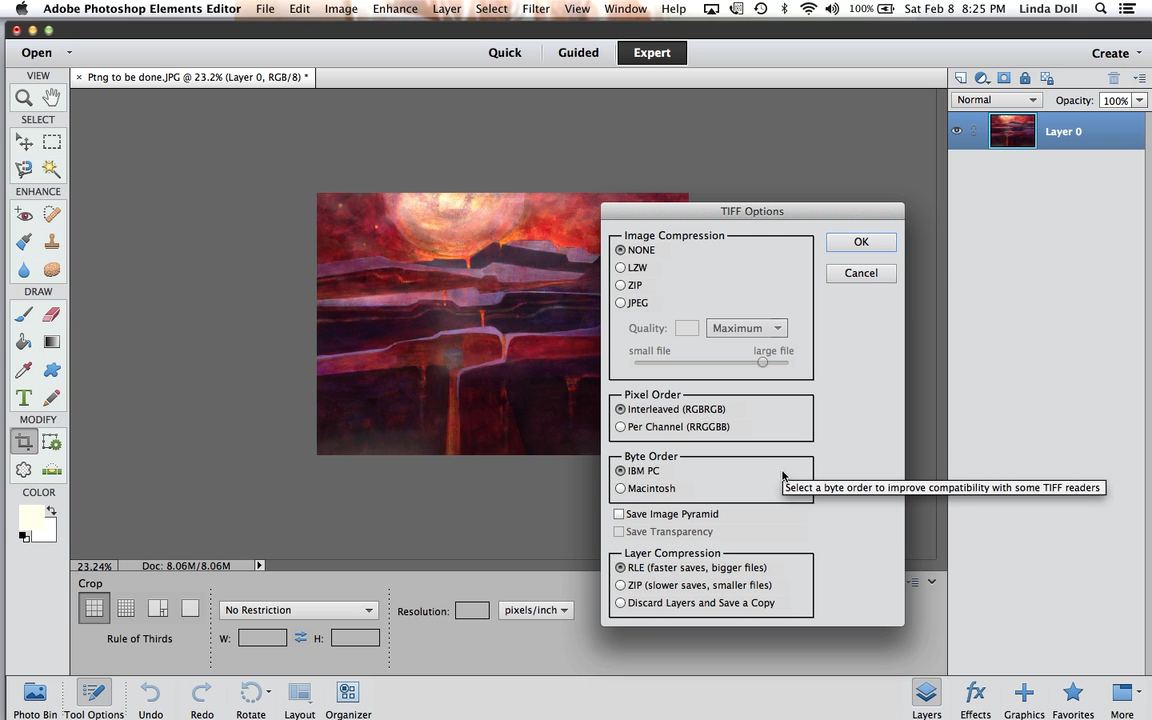 Adobe Photoshop Elements Editor File Edit Image Enhance Layer Select Filter View Window Help 100% Sat Feb 8 8:25 PM Linda Doll
Open Quick Guided Expert Create
VIEW
× Ptng to be done.JPG @ 23.2% (Layer 0, RGB/8) *
Normal Opacity: 100%
SELECT
Layer 0
ENHANCE
TIFF Options
Image Compression
NONE
OK
LZW
Cancel
ZIP
DRAW
JPEG
Quality: Maximum
small file large file
T
Pixel Order
Interleaved (RGBRGB)
MODIFY
Per Channel (RRGGBB)
Byte Order
IBM PC
Macintosh
Select a byte order to improve compatibility with some TIFF readers
COLOR
Save Image Pyramid
Save Transparency
Layer Compression
RLE (faster saves, bigger files)
ZIP (slower saves, smaller files)
Discard Layers and Save a Copy
23.24% Doc: 8.06M/8.06M
Crop
No Restriction Resolution: pixels/inch
Rule of Thirds W: H:
fx
Photo Bin Tool Options Undo Redo Rotate Layout Organizer Layers Effects Graphics Favorites More